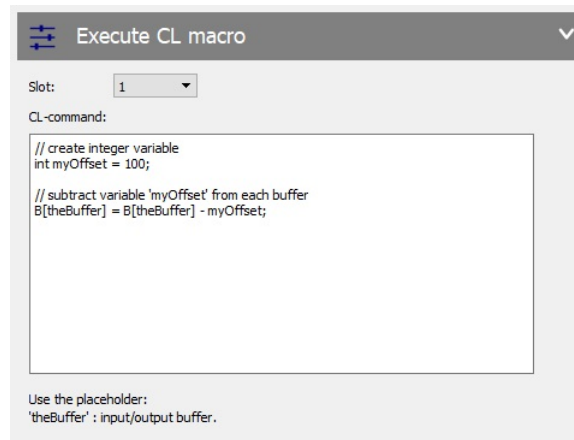 Execute CL macro
Slot:
1
CL-command:
// create integer variable
int myOffset = 100;
// subtract variable 'myOffset' from each buffer
B[theBuffer] = B[theBuffer] - myOffset;
Use the placeholder:
'theBuffer' : input/output buffer.